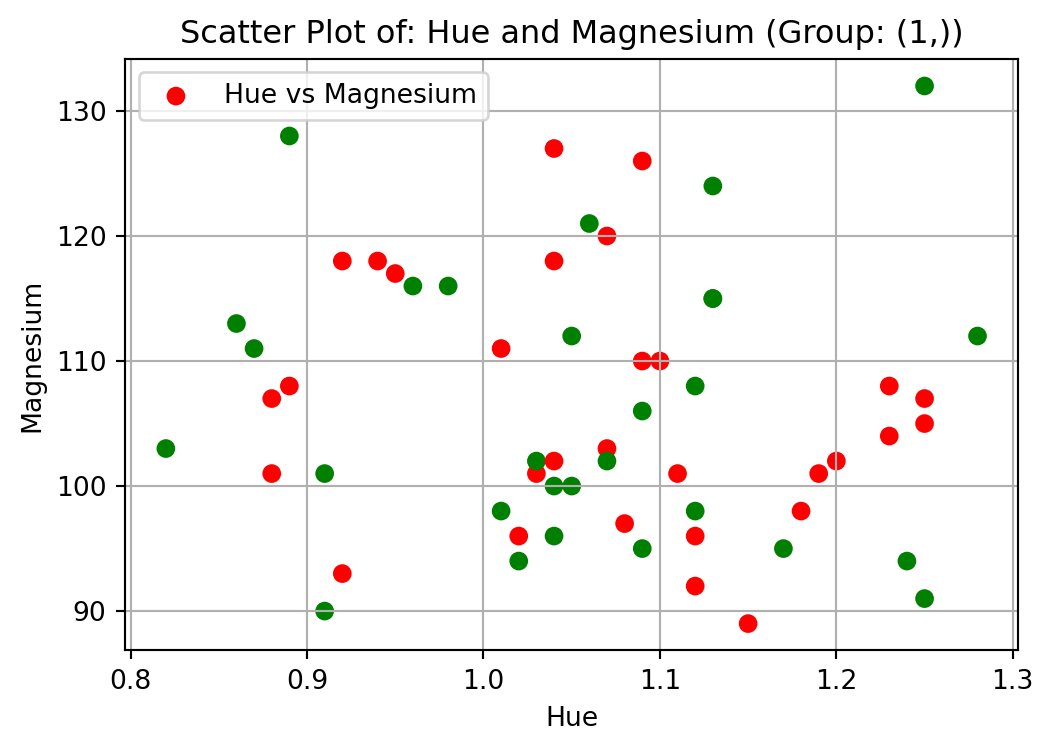 Scatter Plot of: Hue and Magnesium (Group: (1,))
Hue vs Magnesium
Magnesium
130
120
110
100
90
0.8 0.9 1.0 1.1 1.2 1.3
Hue